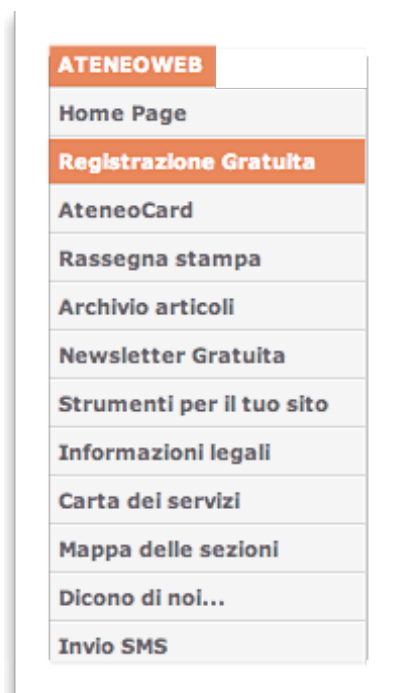 ATENEOWEB
Home Page
Registrazione Gratuita
AteneoCard
Rassegna stampa
Archivio articoli
Newsletter Gratuita
Strumenti per il tuo sito
Informazioni legali
Carta dei servizi
Mappa delle sezioni
Dicono di noi...
Invio SMS